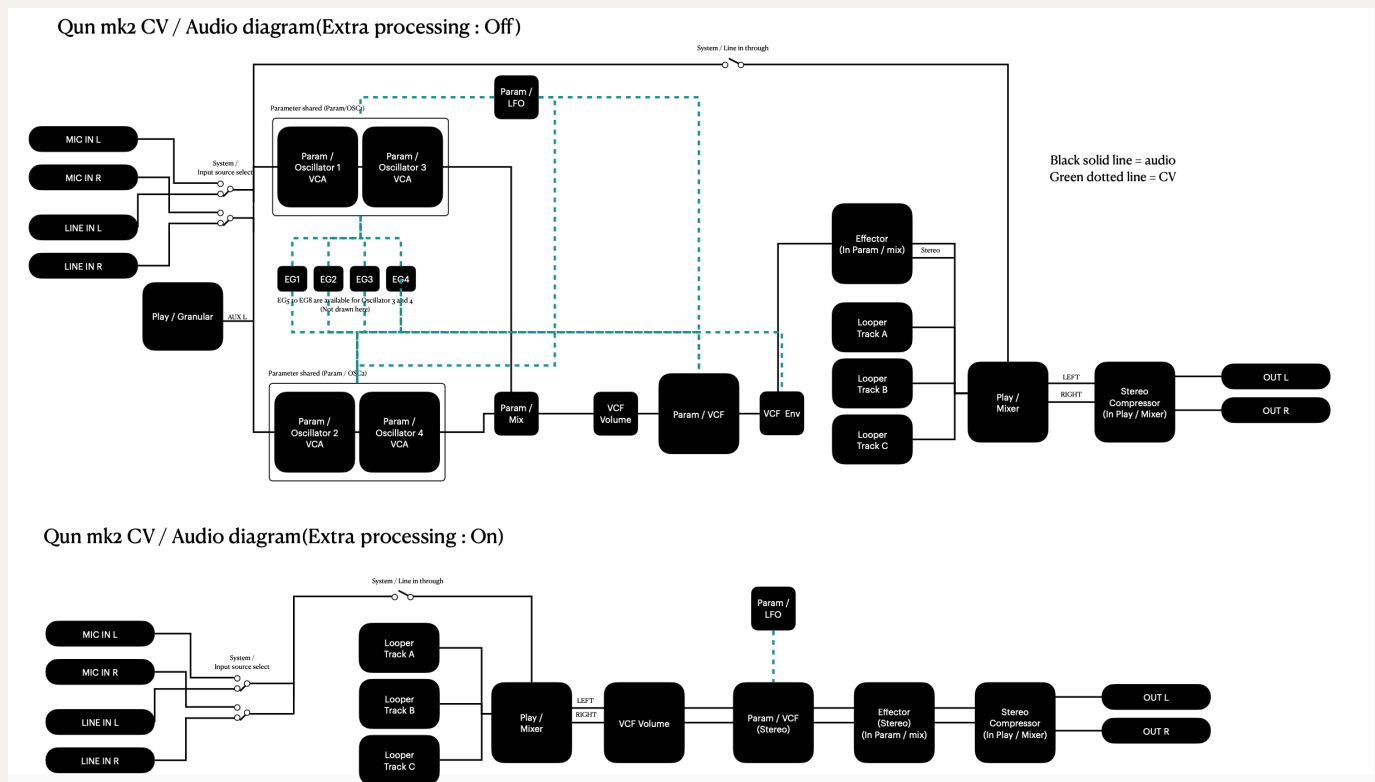 Qun mk2 CV / Audio diagram(Extra processing : Off)
System / Line in through
Param /
LFO
Parameter shared (Param/OSC1)
MIC IN L
MIC IN R
LINE IN L
LINE IN R
System /
Input source select
Param /
Oscillator 1
VCA
Param /
Oscillator 3
VCA
Black solid line = audio
Green dotted line = CV
EG1
EG2
EG3
EG4
EG5 to EG8 are available for Oscillator 3 and 4
(Not drawn here)
Play / Granular
AUX L
Effector
(In Param / mix)
Stereo
Looper
Track A
Looper
Track B
Looper
Track C
Parameter shared (Param / OSC2)
Param /
Oscillator 2
VCA
Param /
Oscillator 4
VCA
Param /
Mix
VCF
Volume
Param / VCF
VCF Env
Play /
Mixer
LEFT
RIGHT
Stereo
Compressor
(In Play / Mixer)
OUT L
OUT R
Qun mk2 CV / Audio diagram(Extra processing : On)
System / Line in through
MIC IN L
MIC IN R
LINE IN L
LINE IN R
System /
Input source select
Looper
Track A
Looper
Track B
Looper
Track C
Play /
Mixer
LEFT
RIGHT
VCF Volume
Param /
LFO
Param / VCF
(Stereo)
Effector
(Stereo)
(In Param / mix)
Stereo
Compressor
(In Play / Mixer)
OUT L
OUT R